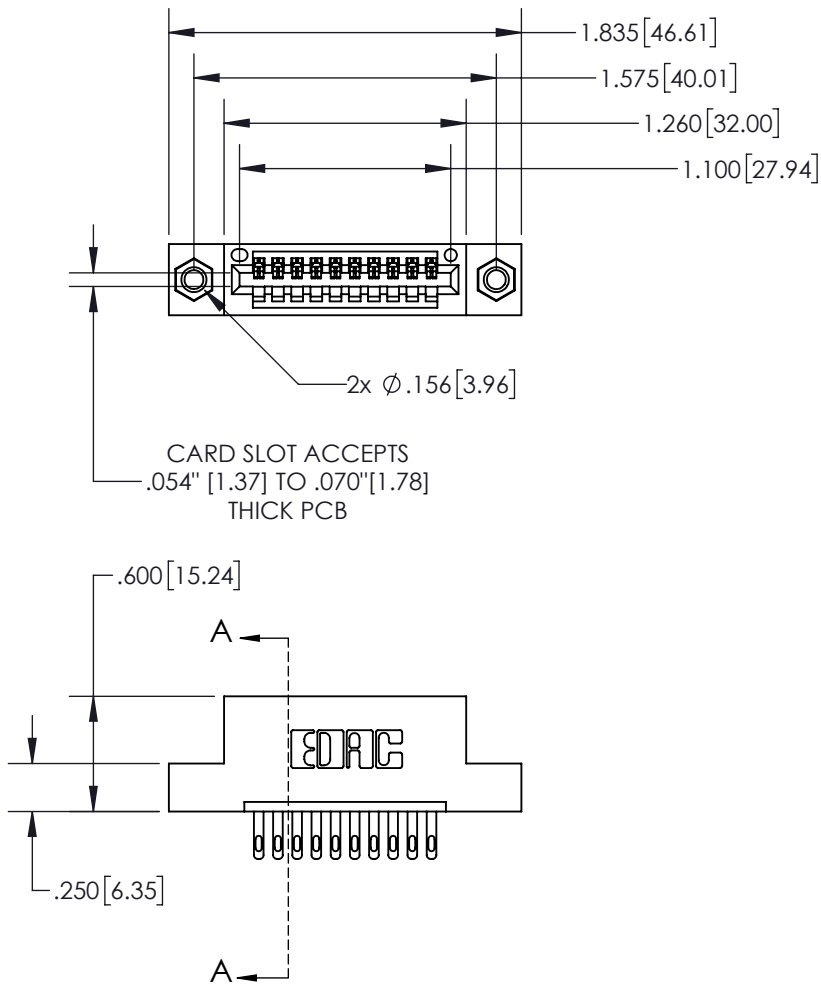 1.835[46.61]
1.575[40.01]
1.260[32.00]
1.100[27.94]
2x ∅.156[3.96]
CARD SLOT ACCEPTS
.054" [1.37] TO .070"[1.78]
THICK PCB
.600[15.24]
A
EDAC
.250[6.35]
A